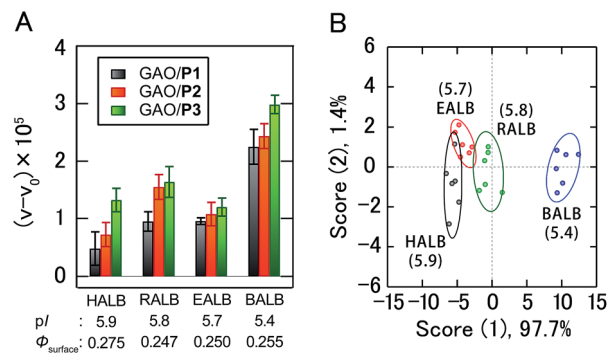 A
(v−v0) × 10^5
4
3
2
1
0
GAO/P1
GAO/P2
GAO/P3
HALB RALB EALB BALB
pI : 5.9 5.8 5.7 5.4
Φsurface: 0.275 0.247 0.250 0.255
B
Score (2), 1.4%
6
4
2
0
-2
-4
-6
(5.7)
EALB
(5.8)
RALB
HALB
(5.9)
BALB
(5.4)
-15 -10 -5 0 5 10 15
Score (1), 97.7%